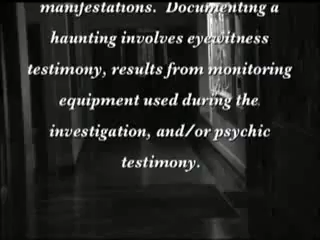 manifestations. Documenting a
haunting involves eyewitness
testimony, results from monitoring
equipment used during the
investigation, and/or psychic
testimony.